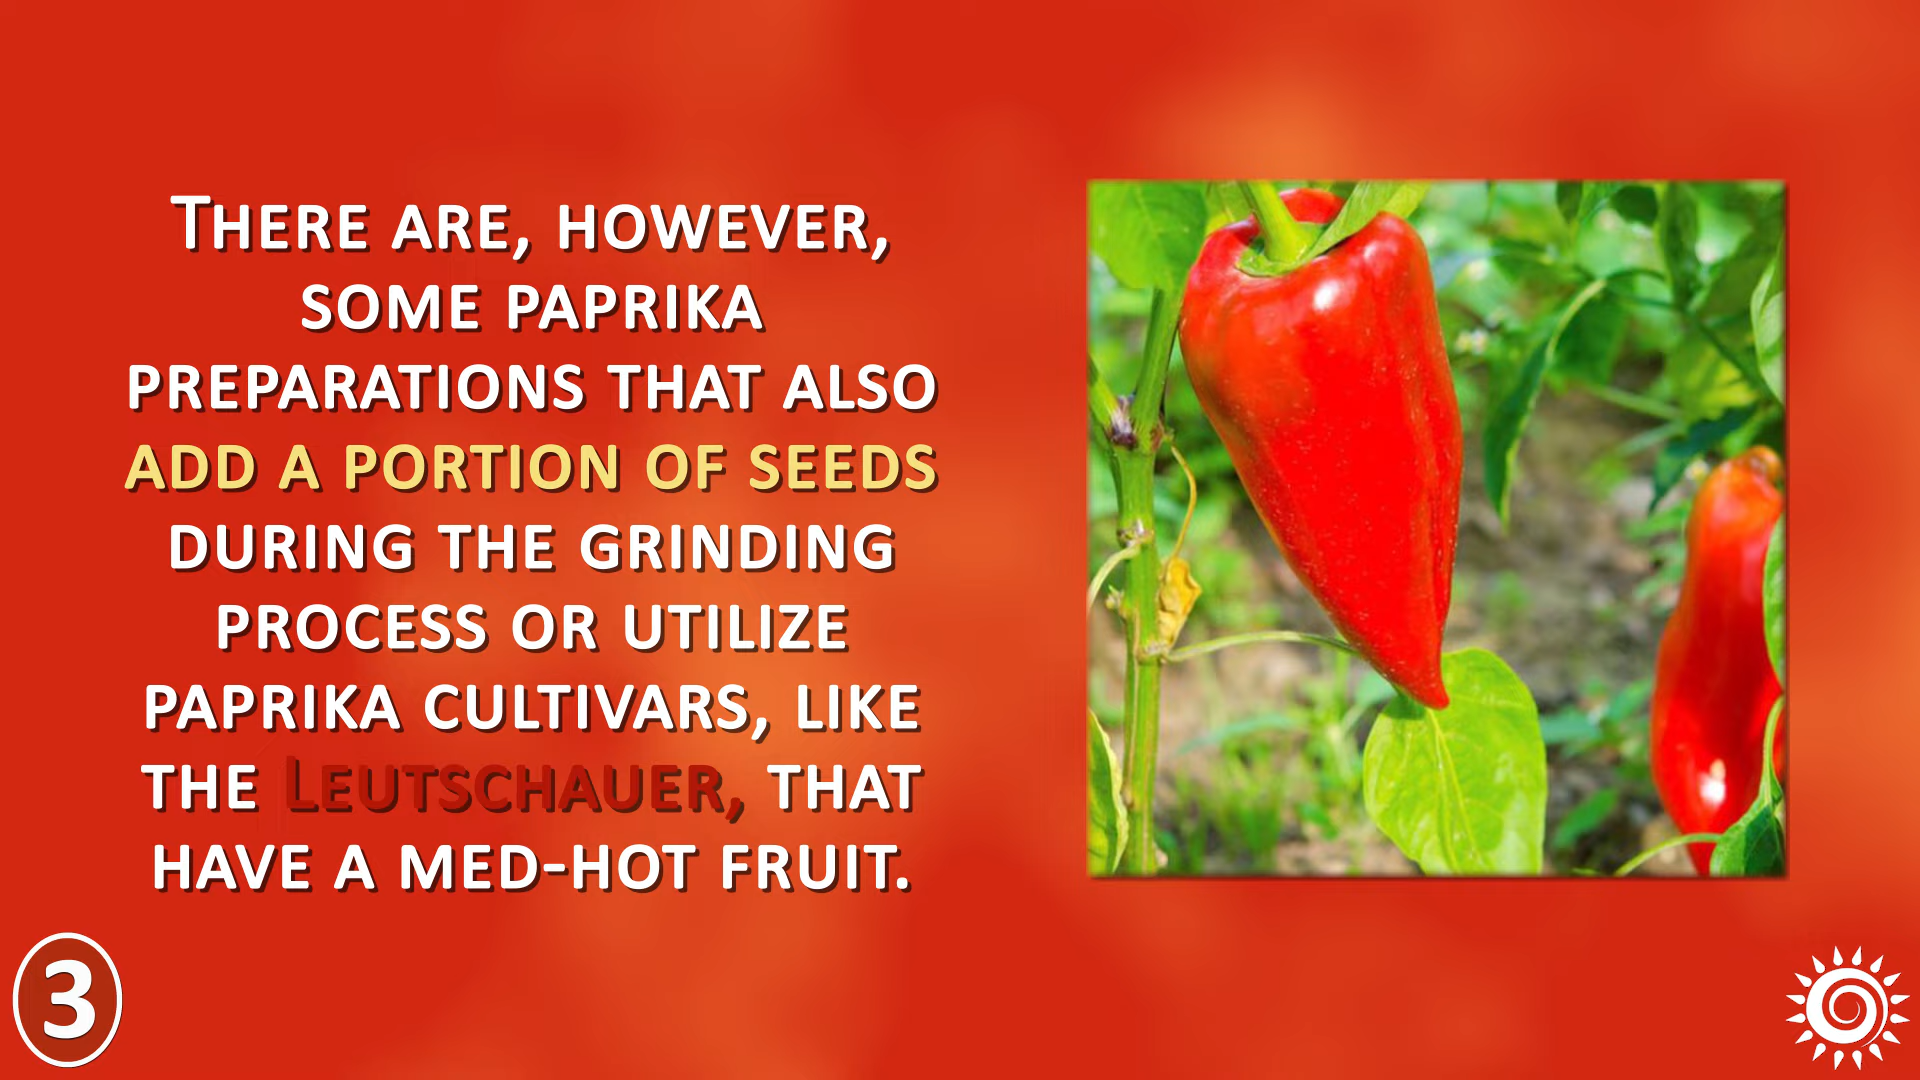 There are, however,
some paprika
preparations that also
add a portion of seeds
during the grinding
process or utilize
paprika cultivars, like
the Leutschauer, that
have a med-hot fruit.
3